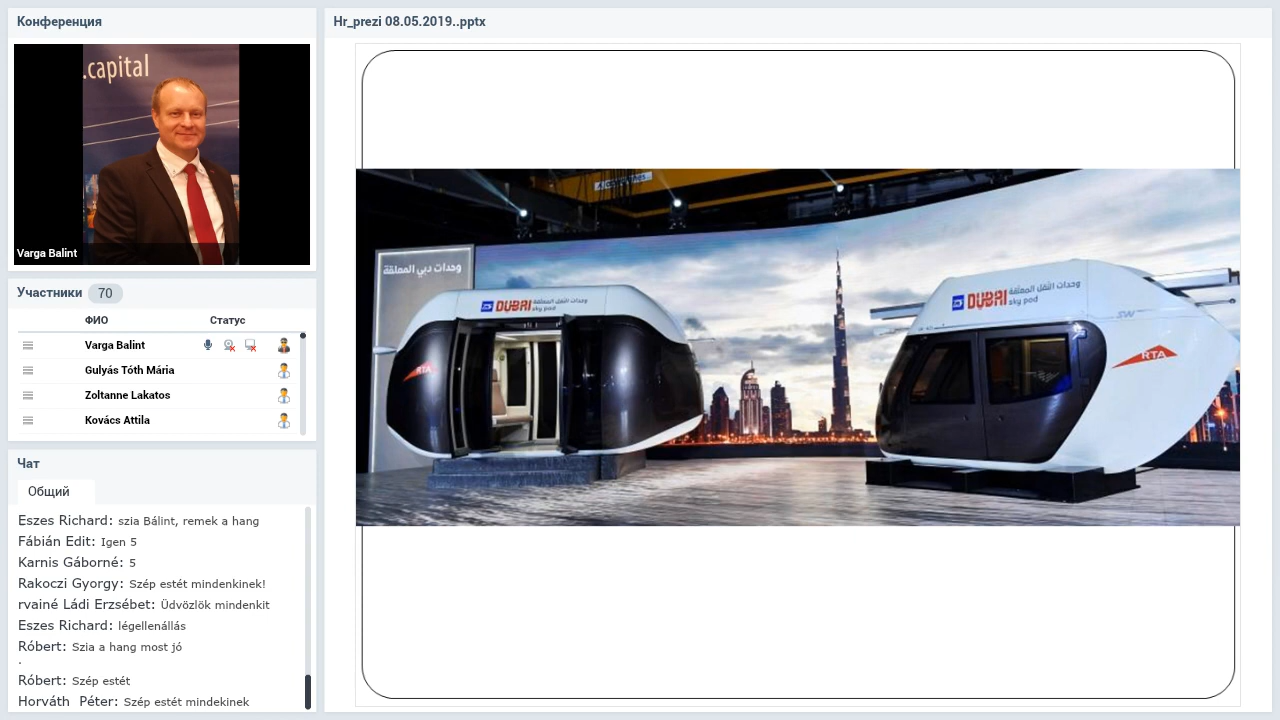 Конференция
.capital
Varga Balint
Участники 70
ФИО Статус
Varga Balint
Gulyás Tóth Mária
Zoltanne Lakatos
Kovács Attila
Чат
Общий
Eszes Richard: szia Bálint, remek a hang
Fábián Edit: Igen 5
Karnis Gáborné: 5
Rakoczi Gyorgy: Szép estét mindenkinek!
rvainé Ládi Erzsébet: Üdvözlök mindenkit
Eszes Richard: légellenállás
Róbert: Szia a hang most jó
.
Róbert: Szép estét
Horváth Péter: Szép estét mindekinek
Hr_prezi 08.05.2019..pptx
وحدات دبي المعلقة
DUBAI وحدات التنقل المعلقة
sky pod
RTA
DUBAI وحدات التنقل المعلقة
sky pod
SW
RTA